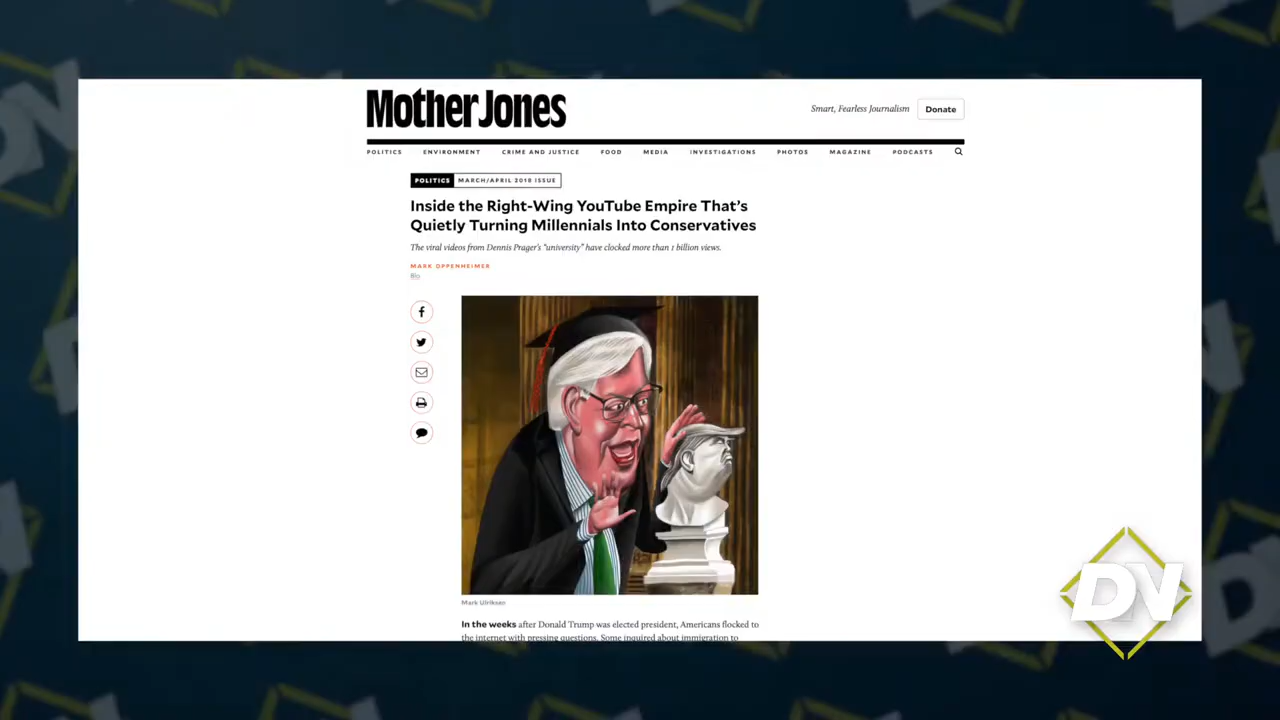 Mother Jones
Smart, Fearless Journalism
Donate
POLITICS ENVIRONMENT CRIME AND JUSTICE FOOD MEDIA INVESTIGATIONS PHOTOS MAGAZINE PODCASTS
POLITICS MARCH/APRIL 2018 ISSUE
Inside the Right-Wing YouTube Empire That’s
Quietly Turning Millennials Into Conservatives
The viral videos from Dennis Prager’s “university” have clocked more than 1 billion views.
MARK OPPENHEIMER
Bio
Mark Ulriksen
In the weeks after Donald Trump was elected president, Americans flocked to
the internet with pressing questions. Some inquired about immigration to
DN